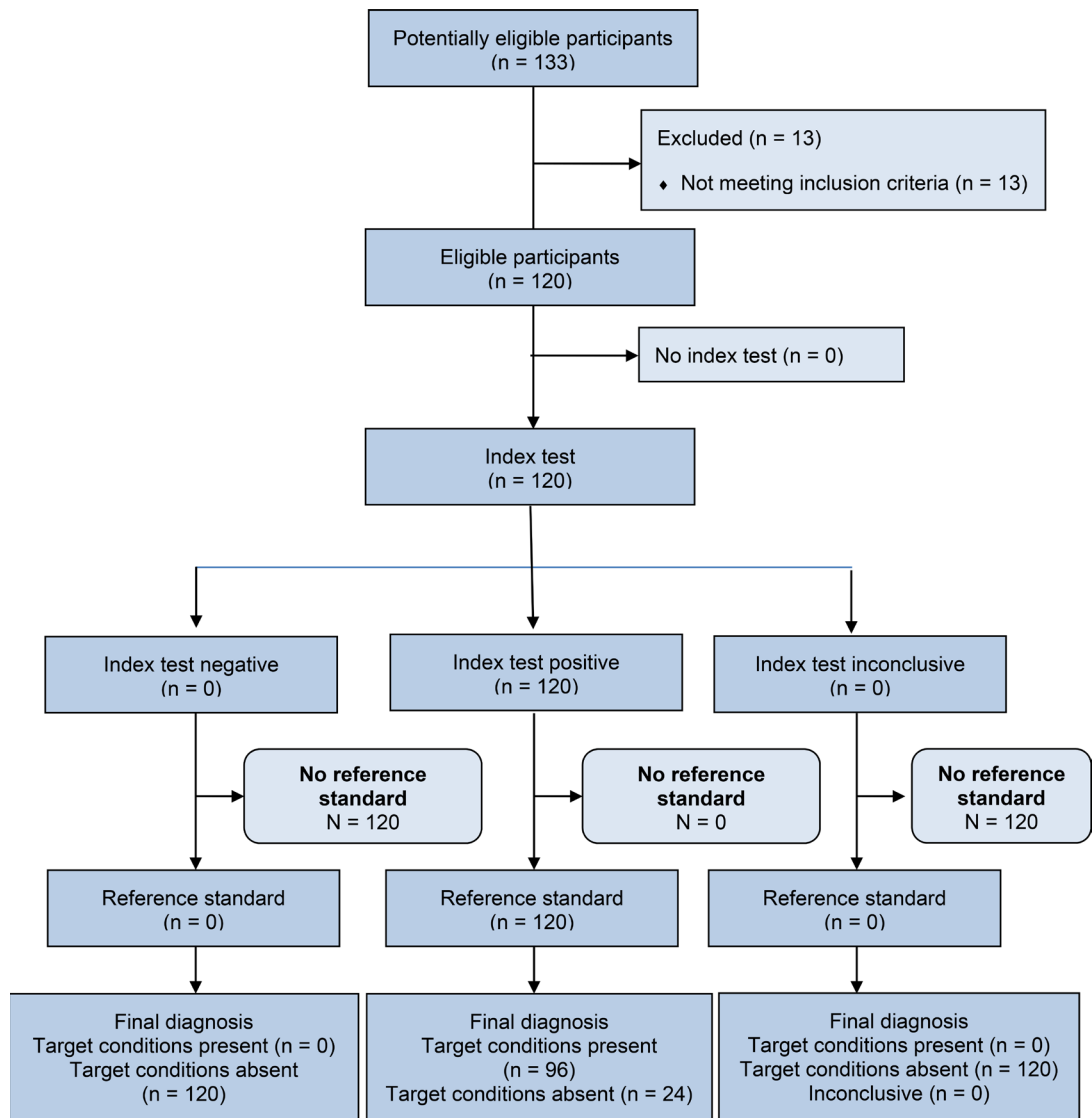 Potentially eligible participants
(n = 133)
Excluded (n = 13)
♦ Not meeting inclusion criteria (n = 13)
Eligible participants
(n = 120)
No index test (n = 0)
Index test
(n = 120)
Index test negative
(n = 0)
Index test positive
(n = 120)
Index test inconclusive
(n = 0)
No reference
standard
N = 120
No reference
standard
N = 0
No reference
standard
N = 120
Reference standard
(n = 0)
Reference standard
(n = 120)
Reference standard
(n = 0)
Final diagnosis
Target conditions present (n = 0)
Target conditions absent
(n = 120)
Final diagnosis
Target conditions present
(n = 96)
Target conditions absent (n = 24)
Final diagnosis
Target conditions present (n = 0)
Target conditions absent (n = 120)
Inconclusive (n = 0)